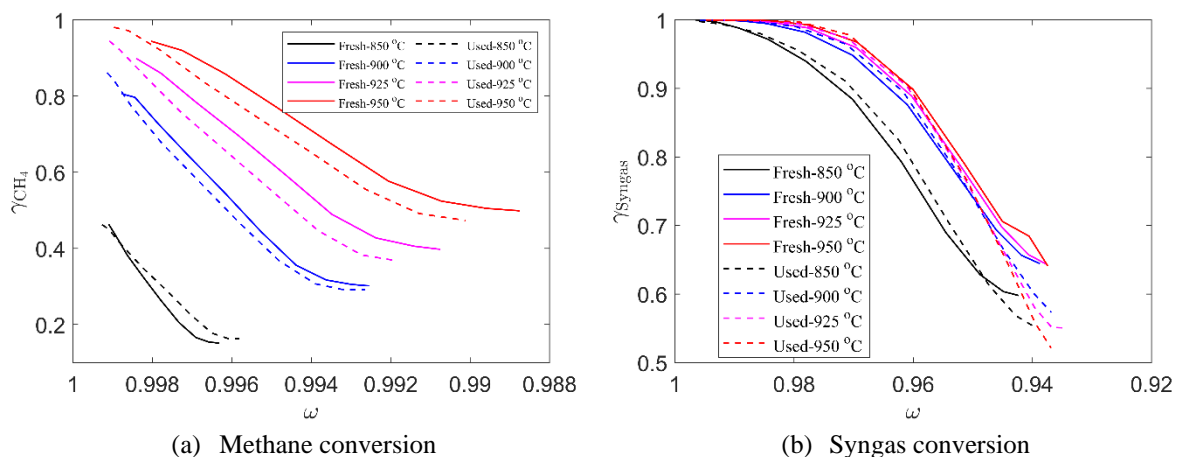 1
0.8
0.6
0.4
0.2
γCH4
Fresh-850 °C
Fresh-900 °C
Fresh-925 °C
Fresh-950 °C
Used-850 °C
Used-900 °C
Used-925 °C
Used-950 °C
1 0.998 0.996 0.994 0.992 0.99 0.988
ω
(a) Methane conversion
1
0.9
0.8
0.7
0.6
0.5
γSyngas
Fresh-850 °C
Fresh-900 °C
Fresh-925 °C
Fresh-950 °C
Used-850 °C
Used-900 °C
Used-925 °C
Used-950 °C
1 0.98 0.96 0.94 0.92
ω
(b) Syngas conversion